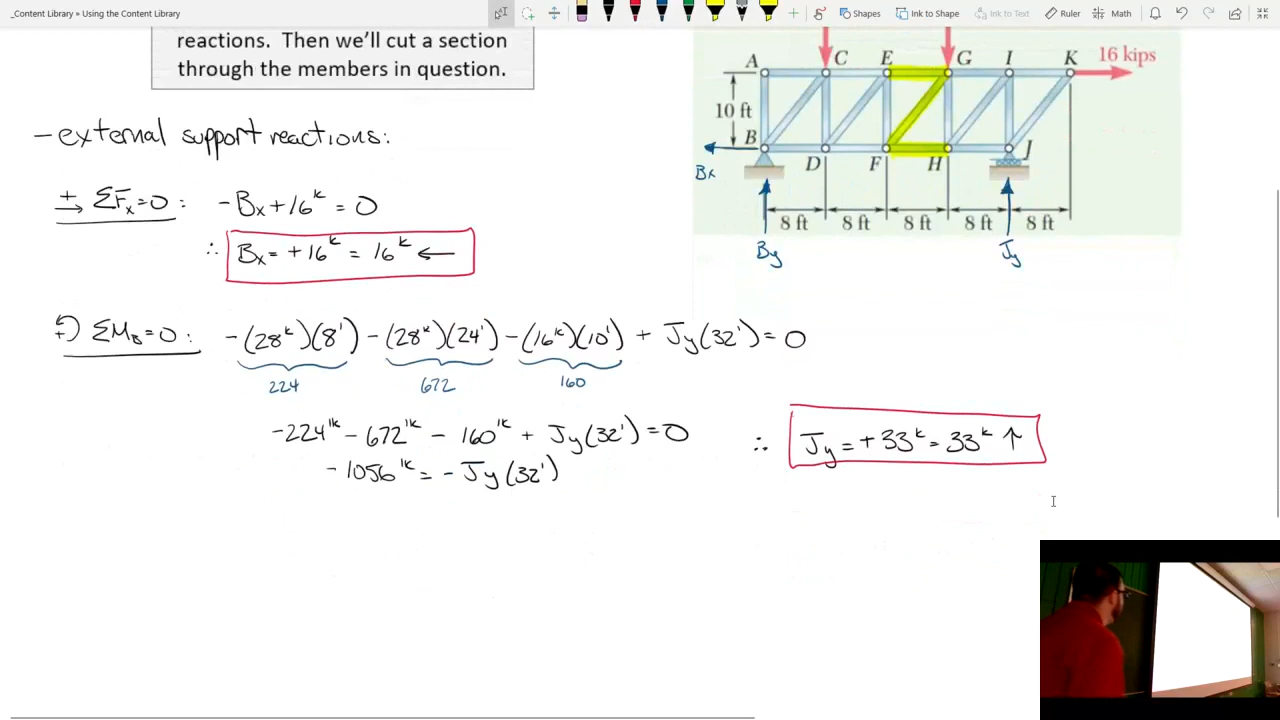 _Content Library » Using the Content Library
Shapes
Ink to Shape
Ink to Text
Ruler
Math
reactions. Then we'll cut a section
through the members in question.
- external support reactions:
+→ ΣFx=0 : -Bx+16ᵏ = 0
∴ Bx = +16ᵏ = 16ᵏ ←
↺+ ΣMB=0 : -(28ᵏ)(8') -(28ᵏ)(24') -(16ᵏ)(10') + Jy(32') = 0
224 672 160
-224'ᵏ - 672'ᵏ - 160'ᵏ + Jy(32') = 0
-1056'ᵏ = - Jy(32')
∴ Jy = +33ᵏ = 33ᵏ ↑
A C E G I K 16 kips
10 ft
B D F H J
Bx
8 ft 8 ft 8 ft 8 ft 8 ft
By Jy